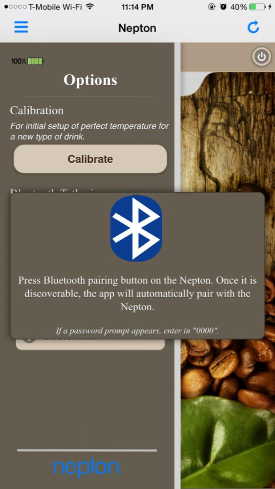 T-Mobile Wi-Fi 11:14 PM 40%
Nepton
100%
Options
Calibration
For initial setup of perfect temperature for
a new type of drink.
Calibrate
Press Bluetooth pairing button on the Nepton. Once it is
discoverable, the app will automatically pair with the
Nepton.
If a password prompt appears, enter in "0000".
nepton